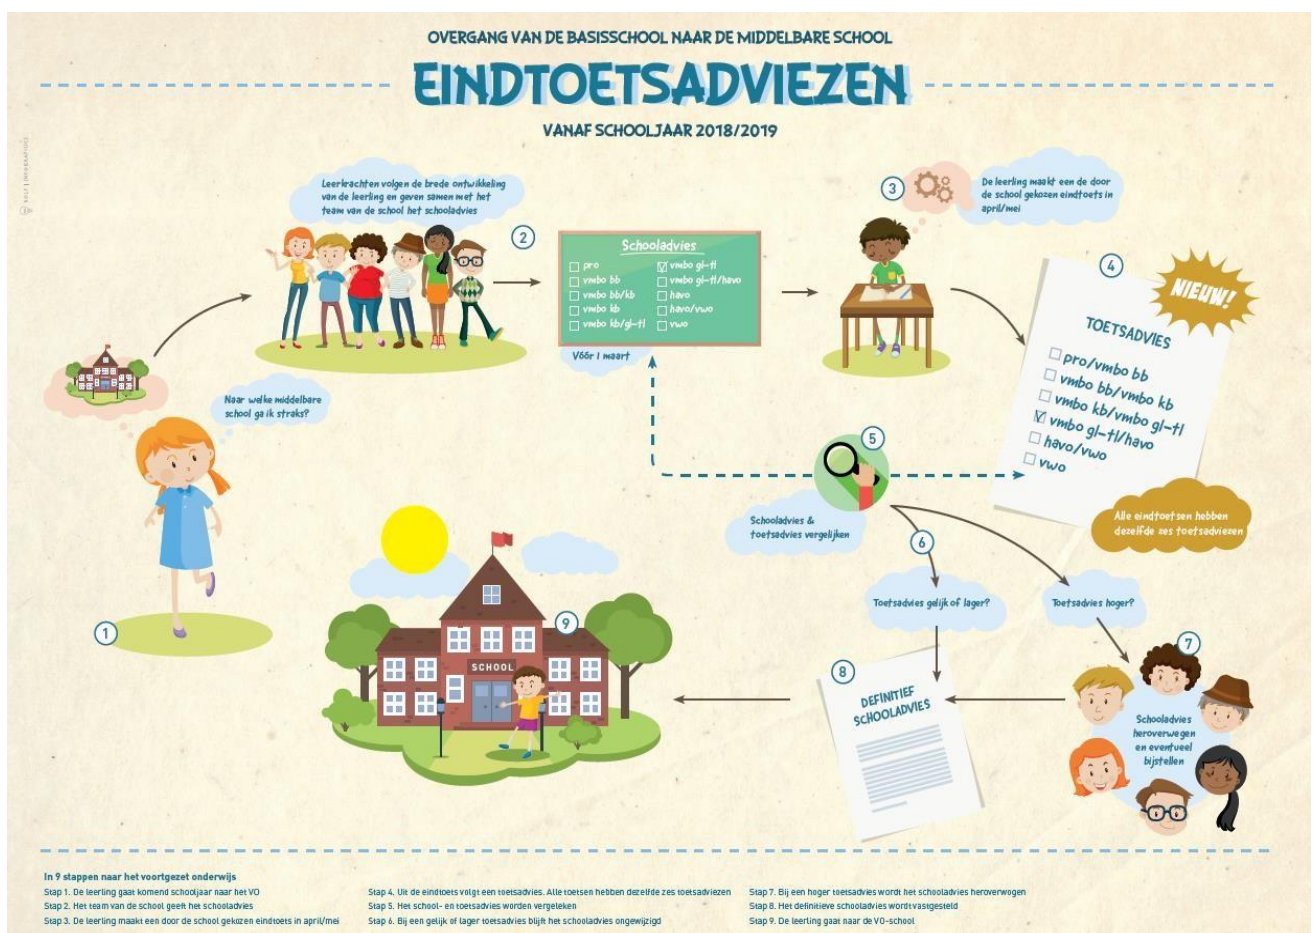 OVERGANG VAN DE BASISSCHOOL NAAR DE MIDDELBARE SCHOOL
EINDTOETSADVIEZEN
VANAF SCHOOLJAAR 2018/2019
Leerkrachten volgen de brede ontwikkeling
van de leerling en geven samen met het
team van de school het schooladvies
2
Schooladvies
pro
vmbo bb
vmbo bb/kb
vmbo kb
vmbo kb/gl-tl
vmbo gl-tl
vmbo gl-tl/havo
havo
havo/vwo
vwo
Vóór 1 maart
3
De leerling maakt een de door
de school gekozen eindtoets in
april/mei
4
NIEUW!
TOETSADVIES
pro/vmbo bb
vmbo bb/vmbo kb
vmbo kb/vmbo gl-tl
vmbo gl-tl/havo
havo/vwo
vwo
Alle eindtoetsen hebben
dezelfde zes toetsadviezen
Naar welke middelbare
school ga ik straks?
1
5
Schooladvies &
toetsadvies vergelijken
6
Toetsadvies gelijk of lager?
Toetsadvies hoger?
7
Schooladvies
heroverwegen
en eventueel
bijstellen
8
DEFINITIEF
SCHOOLADVIES
9
SCHOOL
In 9 stappen naar het voortgezet onderwijs
Stap 1. De leerling gaat komend schooljaar naar het VO
Stap 2. Het team van de school geeft het schooladvies
Stap 3. De leerling maakt een door de school gekozen eindtoets in april/mei
Stap 4. Uit de eindtoets volgt een toetsadvies. Alle toetsen hebben dezelfde zes toetsadviezen
Stap 5. Het school- en toetsadvies worden vergeleken
Stap 6. Bij een gelijk of lager toetsadvies blijft het schooladvies ongewijzigd
Stap 7. Bij een hoger toetsadvies wordt het schooladvies heroverwogen
Stap 8. Het definitieve schooladvies wordt vastgesteld
Stap 9. De leerling gaat naar de VO-school